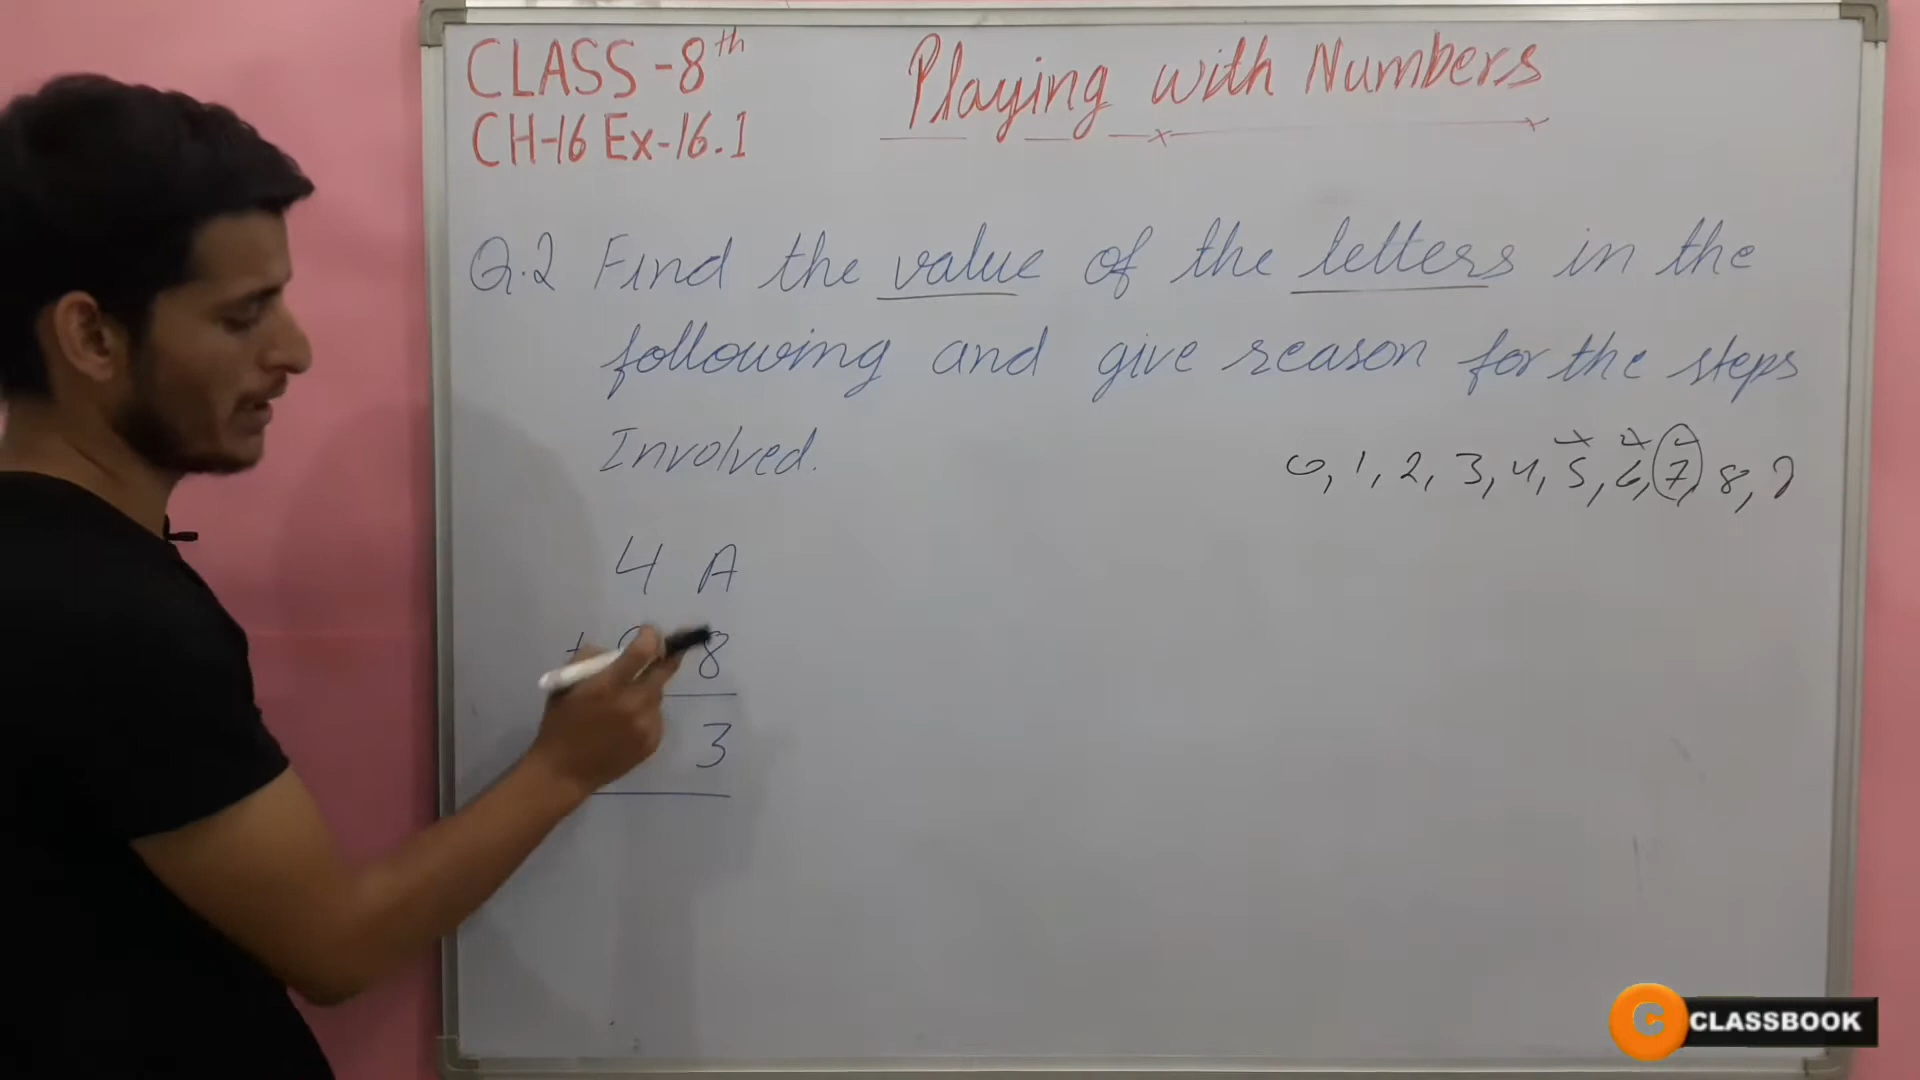 CLASS-8th
Playing with Numbers
CH-16 Ex-16.1
Q.2 Find the value of the letters in the
following and give reason for the steps
Involved.
0, 1, 2, 3, 4, 5, 6, 7, 8, 9
4 A
+ 8
3
C CLASSBOOK